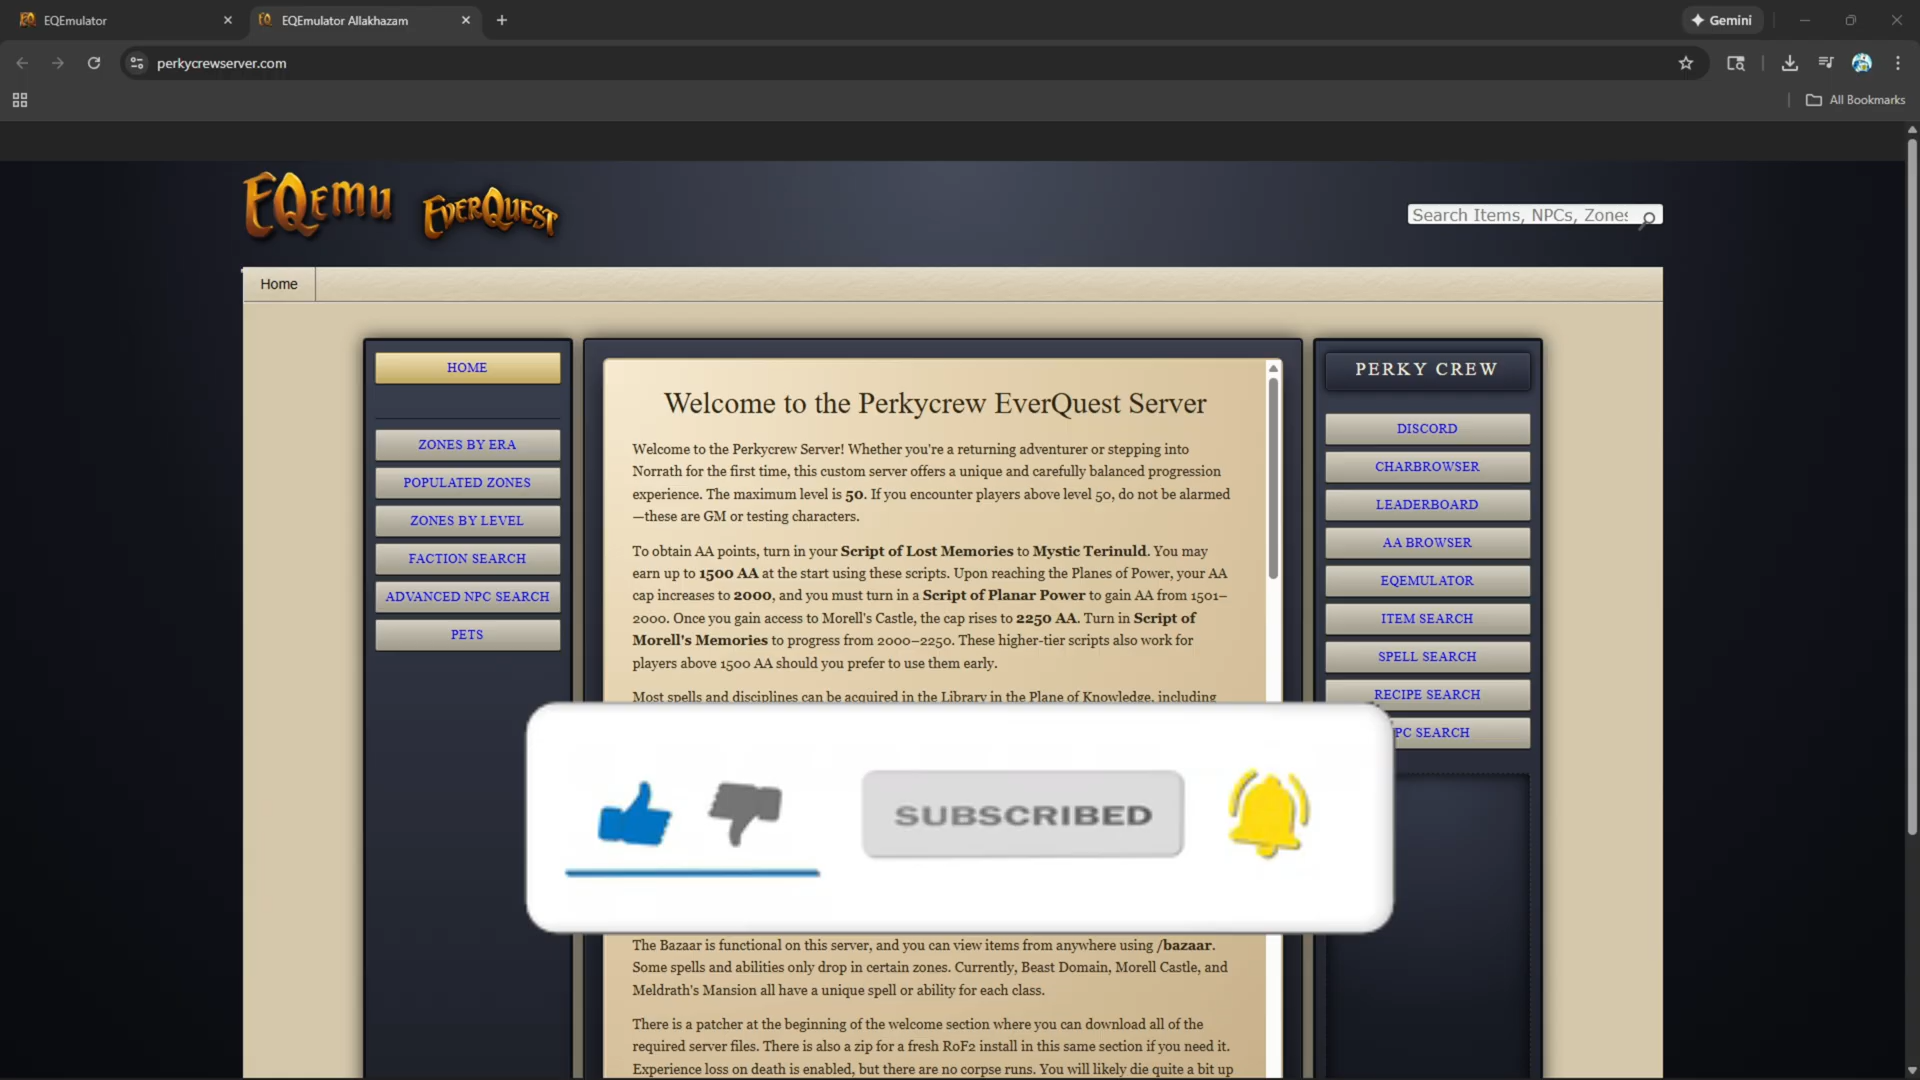 EQEmulator
EQEmulator Allakhazam
Gemini
perkycrewserver.com
All Bookmarks
EQEMU
EVERQUEST
Search Items, NPCs, Zones
Home
HOME
ZONES BY ERA
POPULATED ZONES
ZONES BY LEVEL
FACTION SEARCH
ADVANCED NPC SEARCH
PETS
Welcome to the Perkycrew EverQuest Server
Welcome to the Perkycrew Server! Whether you're a returning adventurer or stepping into
Norrath for the first time, this custom server offers a unique and carefully balanced progression
experience. The maximum level is 50. If you encounter players above level 50, do not be alarmed
—these are GM or testing characters.
To obtain AA points, turn in your Script of Lost Memories to Mystic Terinuld. You may
earn up to 1500 AA at the start using these scripts. Upon reaching the Planes of Power, your AA
cap increases to 2000, and you must turn in a Script of Planar Power to gain AA from 1501–
2000. Once you gain access to Morell's Castle, the cap rises to 2250 AA. Turn in Script of
Morell's Memories to progress from 2000–2250. These higher-tier scripts also work for
players above 1500 AA should you prefer to use them early.
Most spells and disciplines can be acquired in the Library in the Plane of Knowledge, including
SUBSCRIBED
The Bazaar is functional on this server, and you can view items from anywhere using /bazaar.
Some spells and abilities only drop in certain zones. Currently, Beast Domain, Morell Castle, and
Meldrath's Mansion all have a unique spell or ability for each class.
There is a patcher at the beginning of the welcome section where you can download all of the
required server files. There is also a zip for a fresh RoF2 install in this same section if you need it.
Experience loss on death is enabled, but there are no corpse runs. You will likely die quite a bit up
PERKY CREW
DISCORD
CHARBROWSER
LEADERBOARD
AA BROWSER
EQEMULATOR
ITEM SEARCH
SPELL SEARCH
RECIPE SEARCH
PC SEARCH